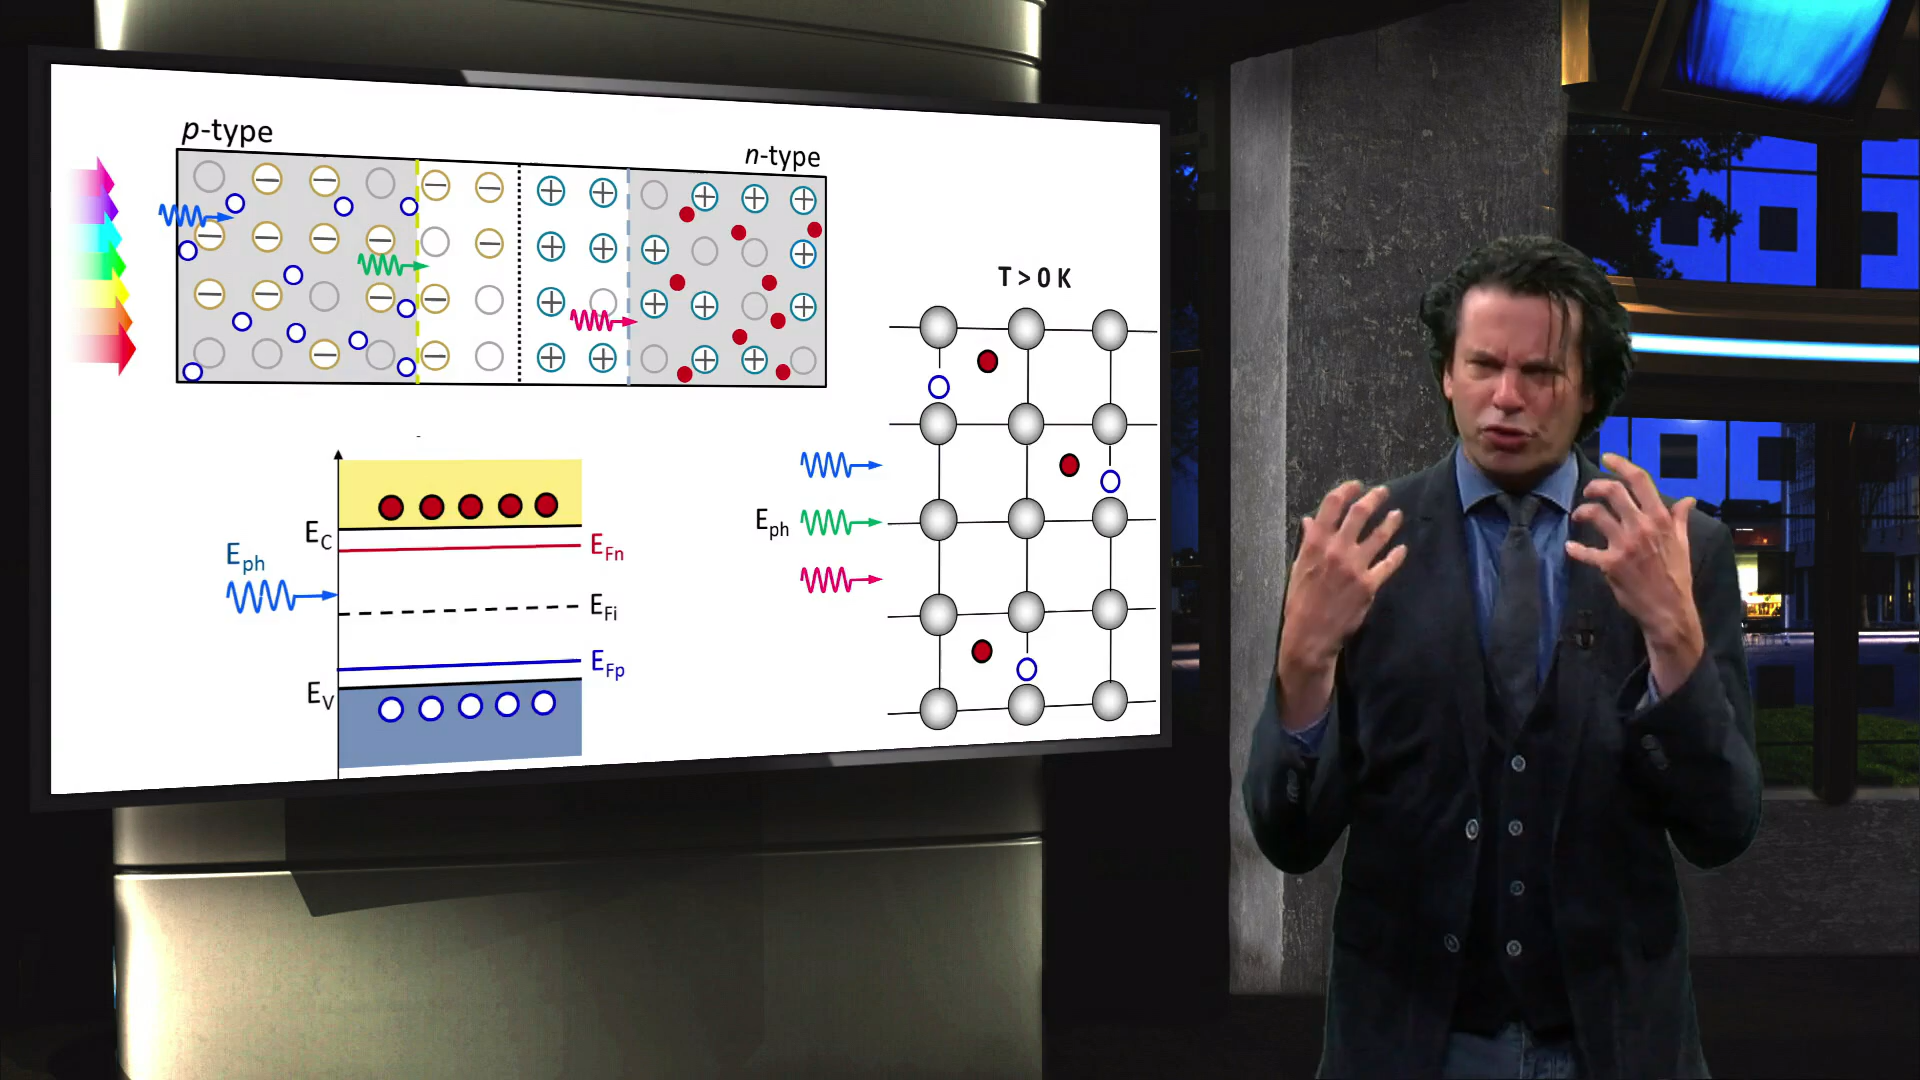 p-type
n-type
T > 0 K
E_C
E_Fn
E_ph
E_Fi
E_Fp
E_V
E_ph